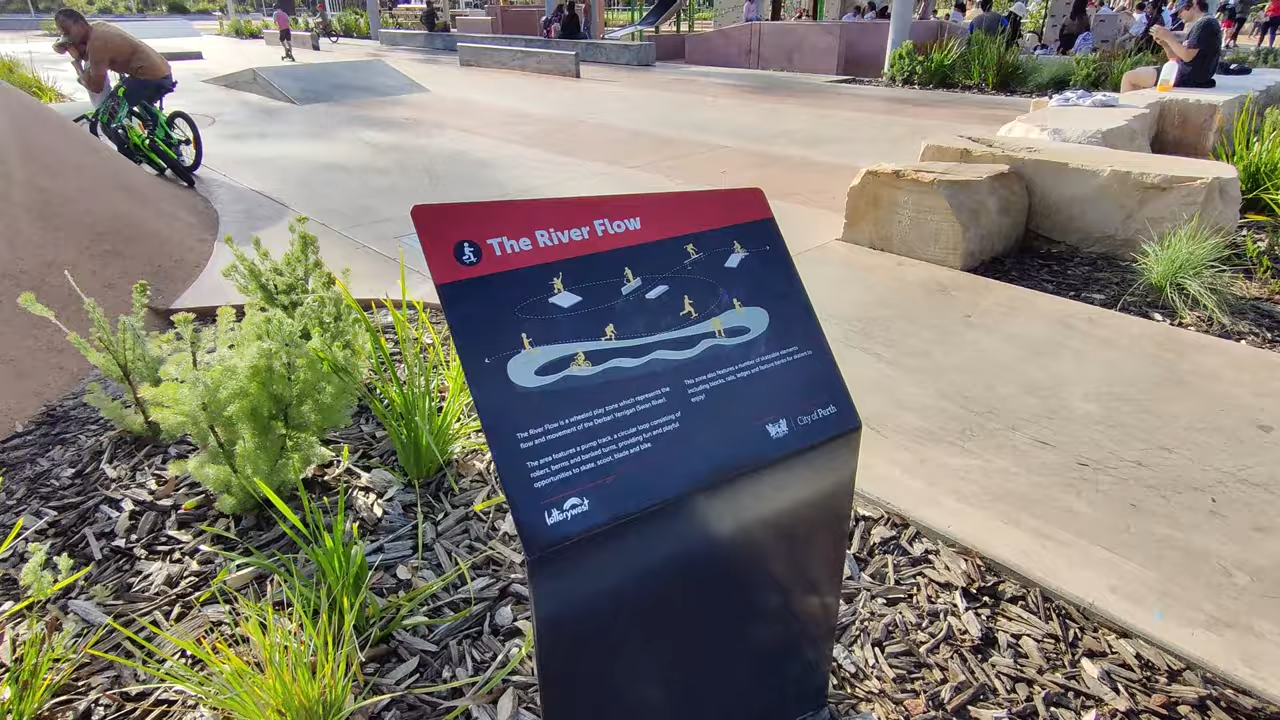 The River Flow
The River Flow is a wheeled play zone which represents the
flow and movement of the Derbarl Yerrigan (Swan River).
The area features a pump track, a circular loop consisting of
rollers, berms and banked turns, providing fun and playful
opportunities to skate, scoot, blade and bike.
This zone also features a number of skateable elements
including blocks, rails, ledges and feature banks for skaters to
enjoy!
lotterywest
City of Perth